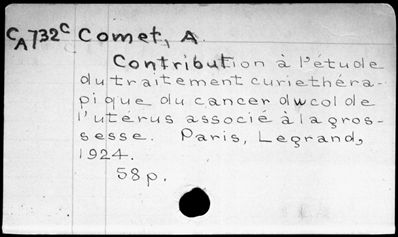 CA732c Comet, A.
Contribution à l'étude
du traitement curiethéra-
pique du cancer du col de
l'utérus associé à la gros-
sesse. Paris, Legrand,
1924.
58p.